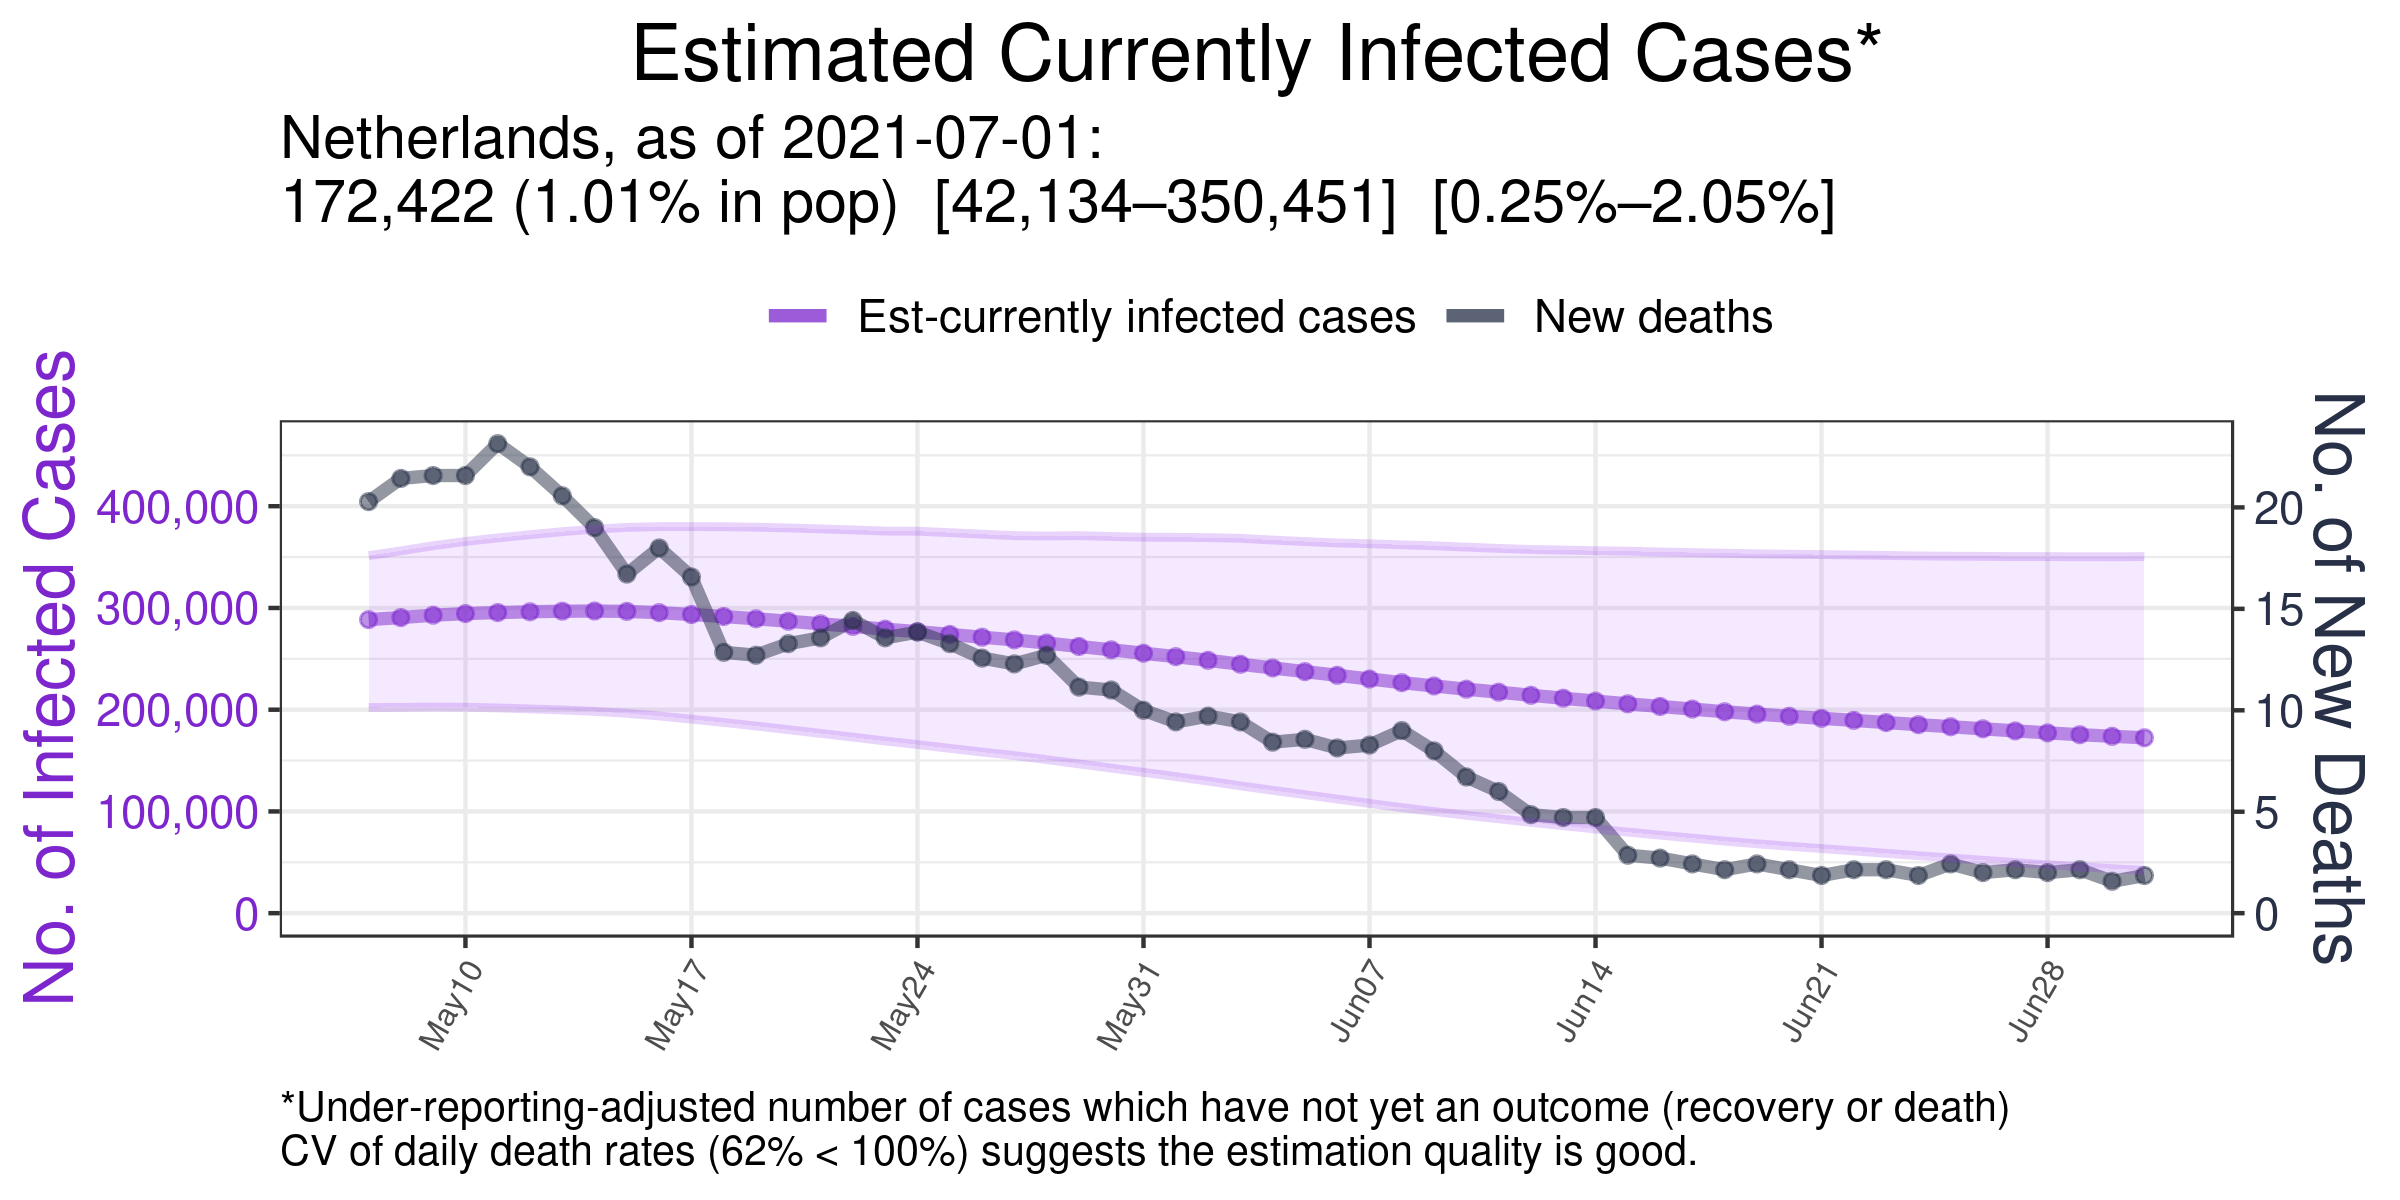 Estimated Currently Infected Cases*
Netherlands, as of 2021-07-01:
172,422 (1.01% in pop)  [42,134–350,451]  [0.25%–2.05%]
Est-currently infected cases
New deaths
No. of Infected Cases
400,000
300,000
200,000
100,000
0
20
15
10
5
0
No. of New Deaths
May10
May17
May24
May31
Jun07
Jun14
Jun21
Jun28
*Under-reporting-adjusted number of cases which have not yet an outcome (recovery or death)
CV of daily death rates (62% < 100%) suggests the estimation quality is good.